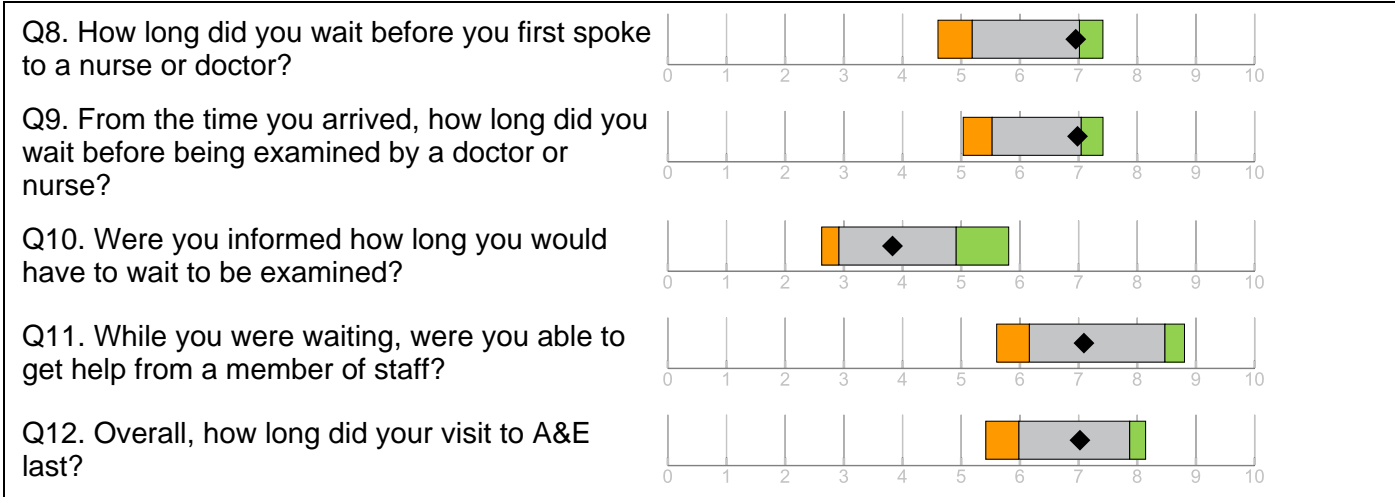 Q8. How long did you wait before you first spoke
to a nurse or doctor?
0 1 2 3 4 5 6 7 8 9 10
Q9. From the time you arrived, how long did you
wait before being examined by a doctor or
nurse?
0 1 2 3 4 5 6 7 8 9 10
Q10. Were you informed how long you would
have to wait to be examined?
0 1 2 3 4 5 6 7 8 9 10
Q11. While you were waiting, were you able to
get help from a member of staff?
0 1 2 3 4 5 6 7 8 9 10
Q12. Overall, how long did your visit to A&E
last?
0 1 2 3 4 5 6 7 8 9 10